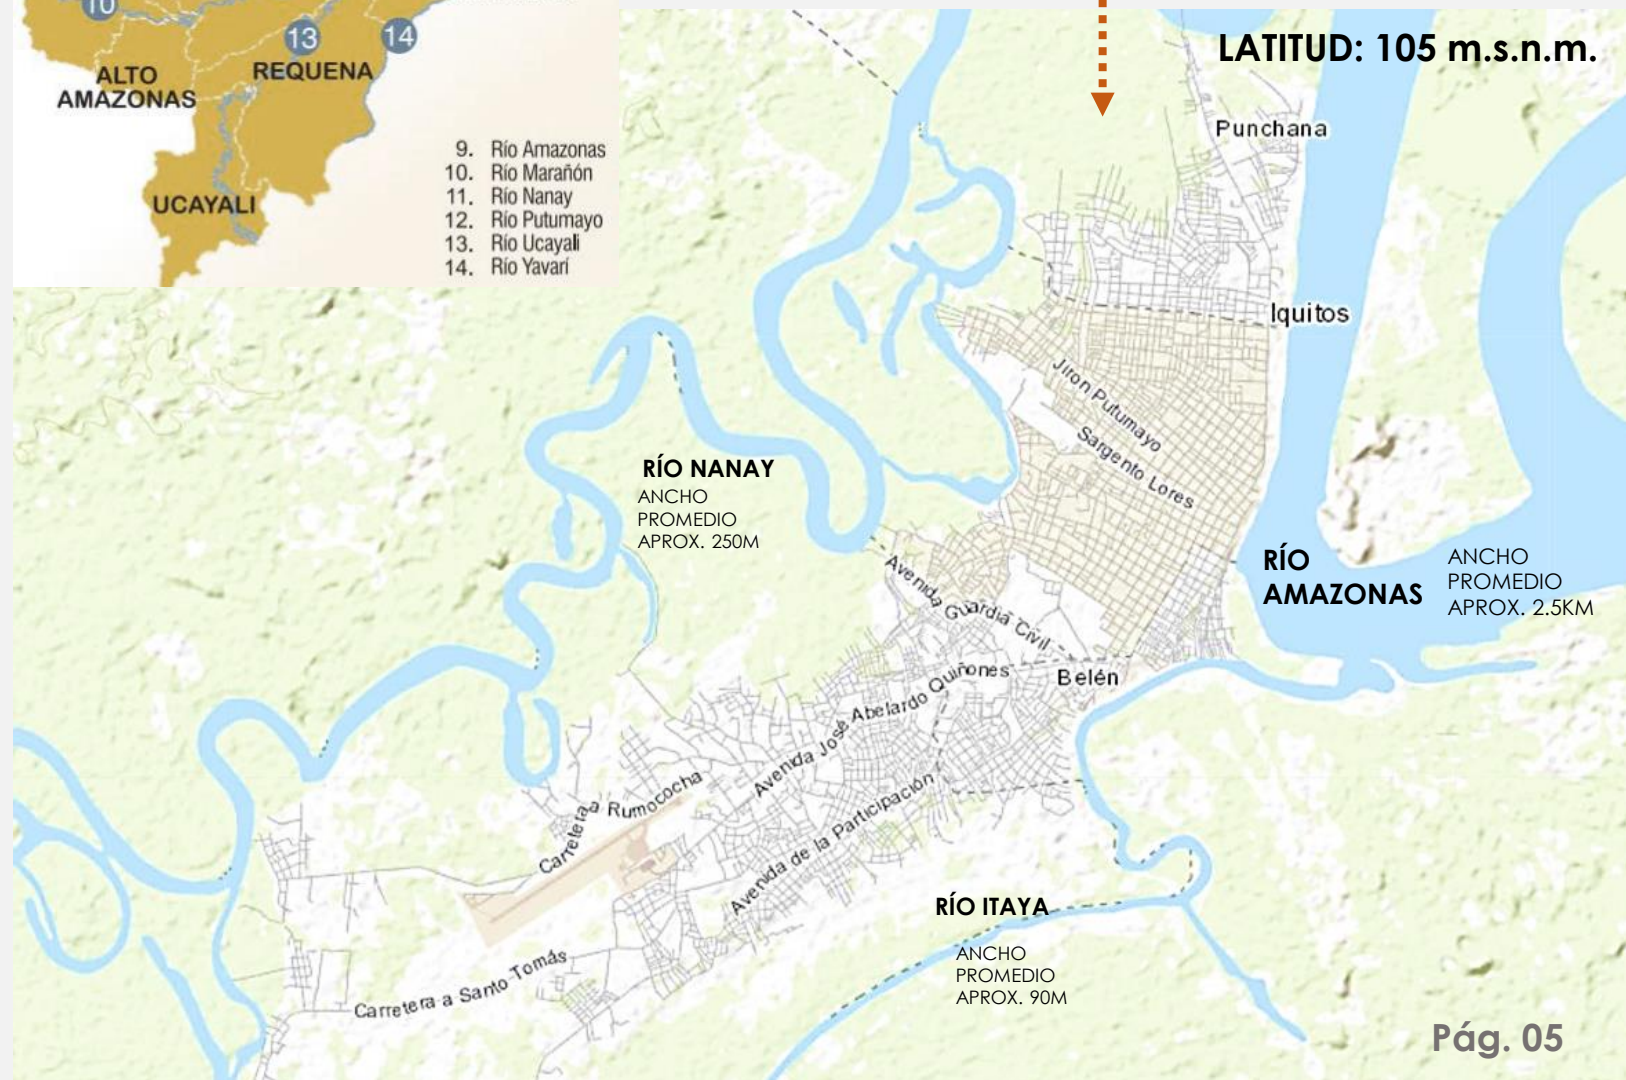 10
13
14
ALTO
AMAZONAS
REQUENA
UCAYALI
9. Río Amazonas
10. Río Marañón
11. Río Nanay
12. Río Putumayo
13. Río Ucayali
14. Río Yavarí
LATITUD: 105 m.s.n.m.
Punchana
Iquitos
Jiron Putumayo
Sargento Lores
RÍO NANAY
ANCHO
PROMEDIO
APROX. 250M
RÍO
AMAZONAS
ANCHO
PROMEDIO
APROX. 2.5KM
Avenida Guardia Civil
Belén
Avenida José Abelardo Quiñones
Carretera a Rumococha
Avenida de la Participación
RÍO ITAYA
ANCHO
PROMEDIO
APROX. 90M
Carretera a Santo Tomás
Pág. 05